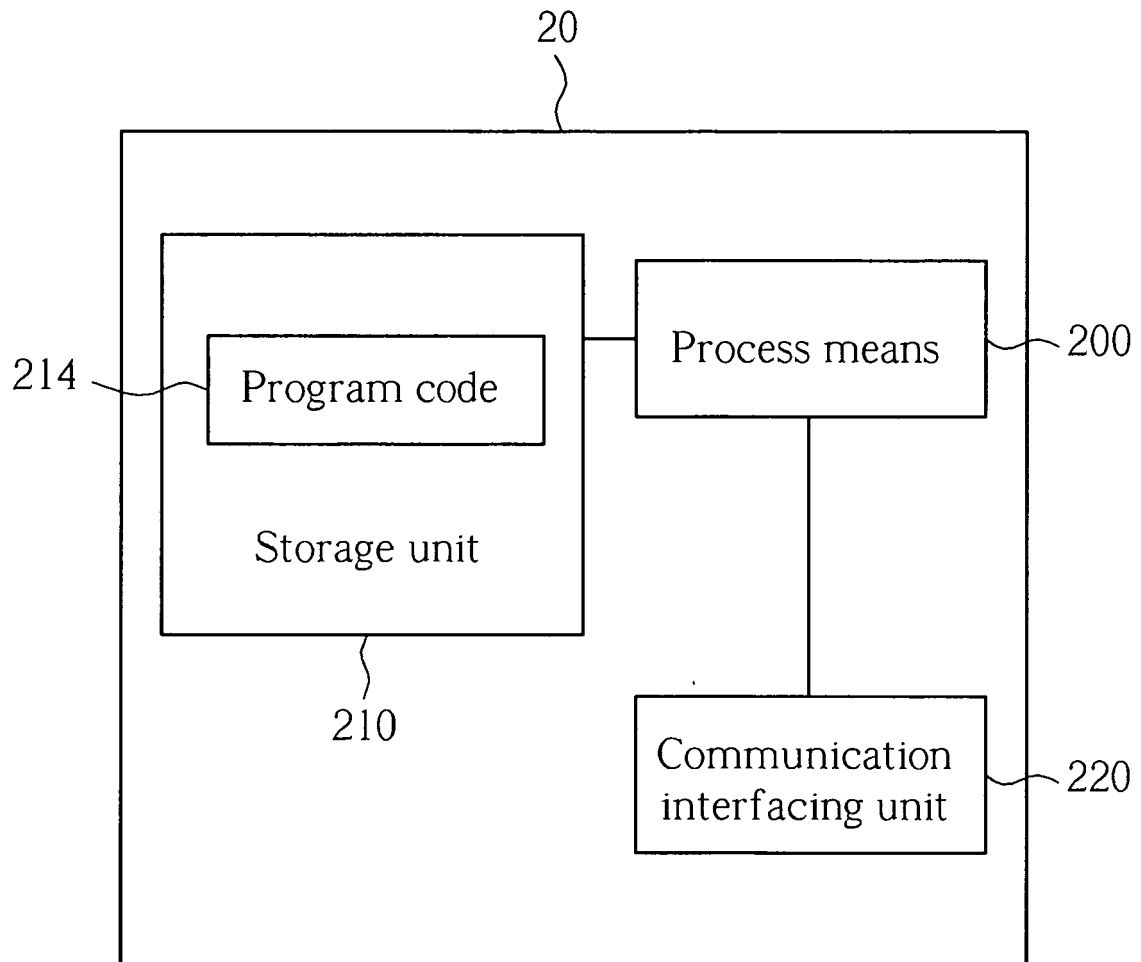 20
Process means
200
214
Program code
Storage unit
210
Communication
interfacing unit
220